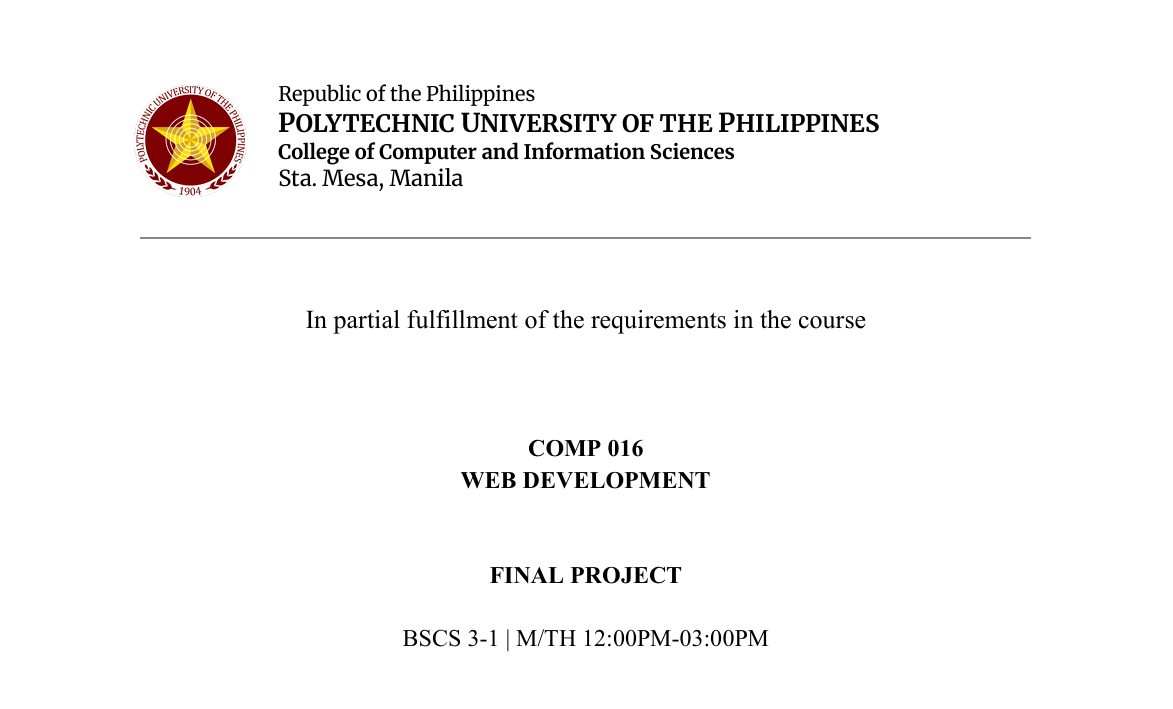 POLYTECHNIC UNIVERSITY OF THE PHILIPPINES
1904
Republic of the Philippines
POLYTECHNIC UNIVERSITY OF THE PHILIPPINES
College of Computer and Information Sciences
Sta. Mesa, Manila
In partial fulfillment of the requirements in the course
COMP 016
WEB DEVELOPMENT
FINAL PROJECT
BSCS 3-1 | M/TH 12:00PM-03:00PM